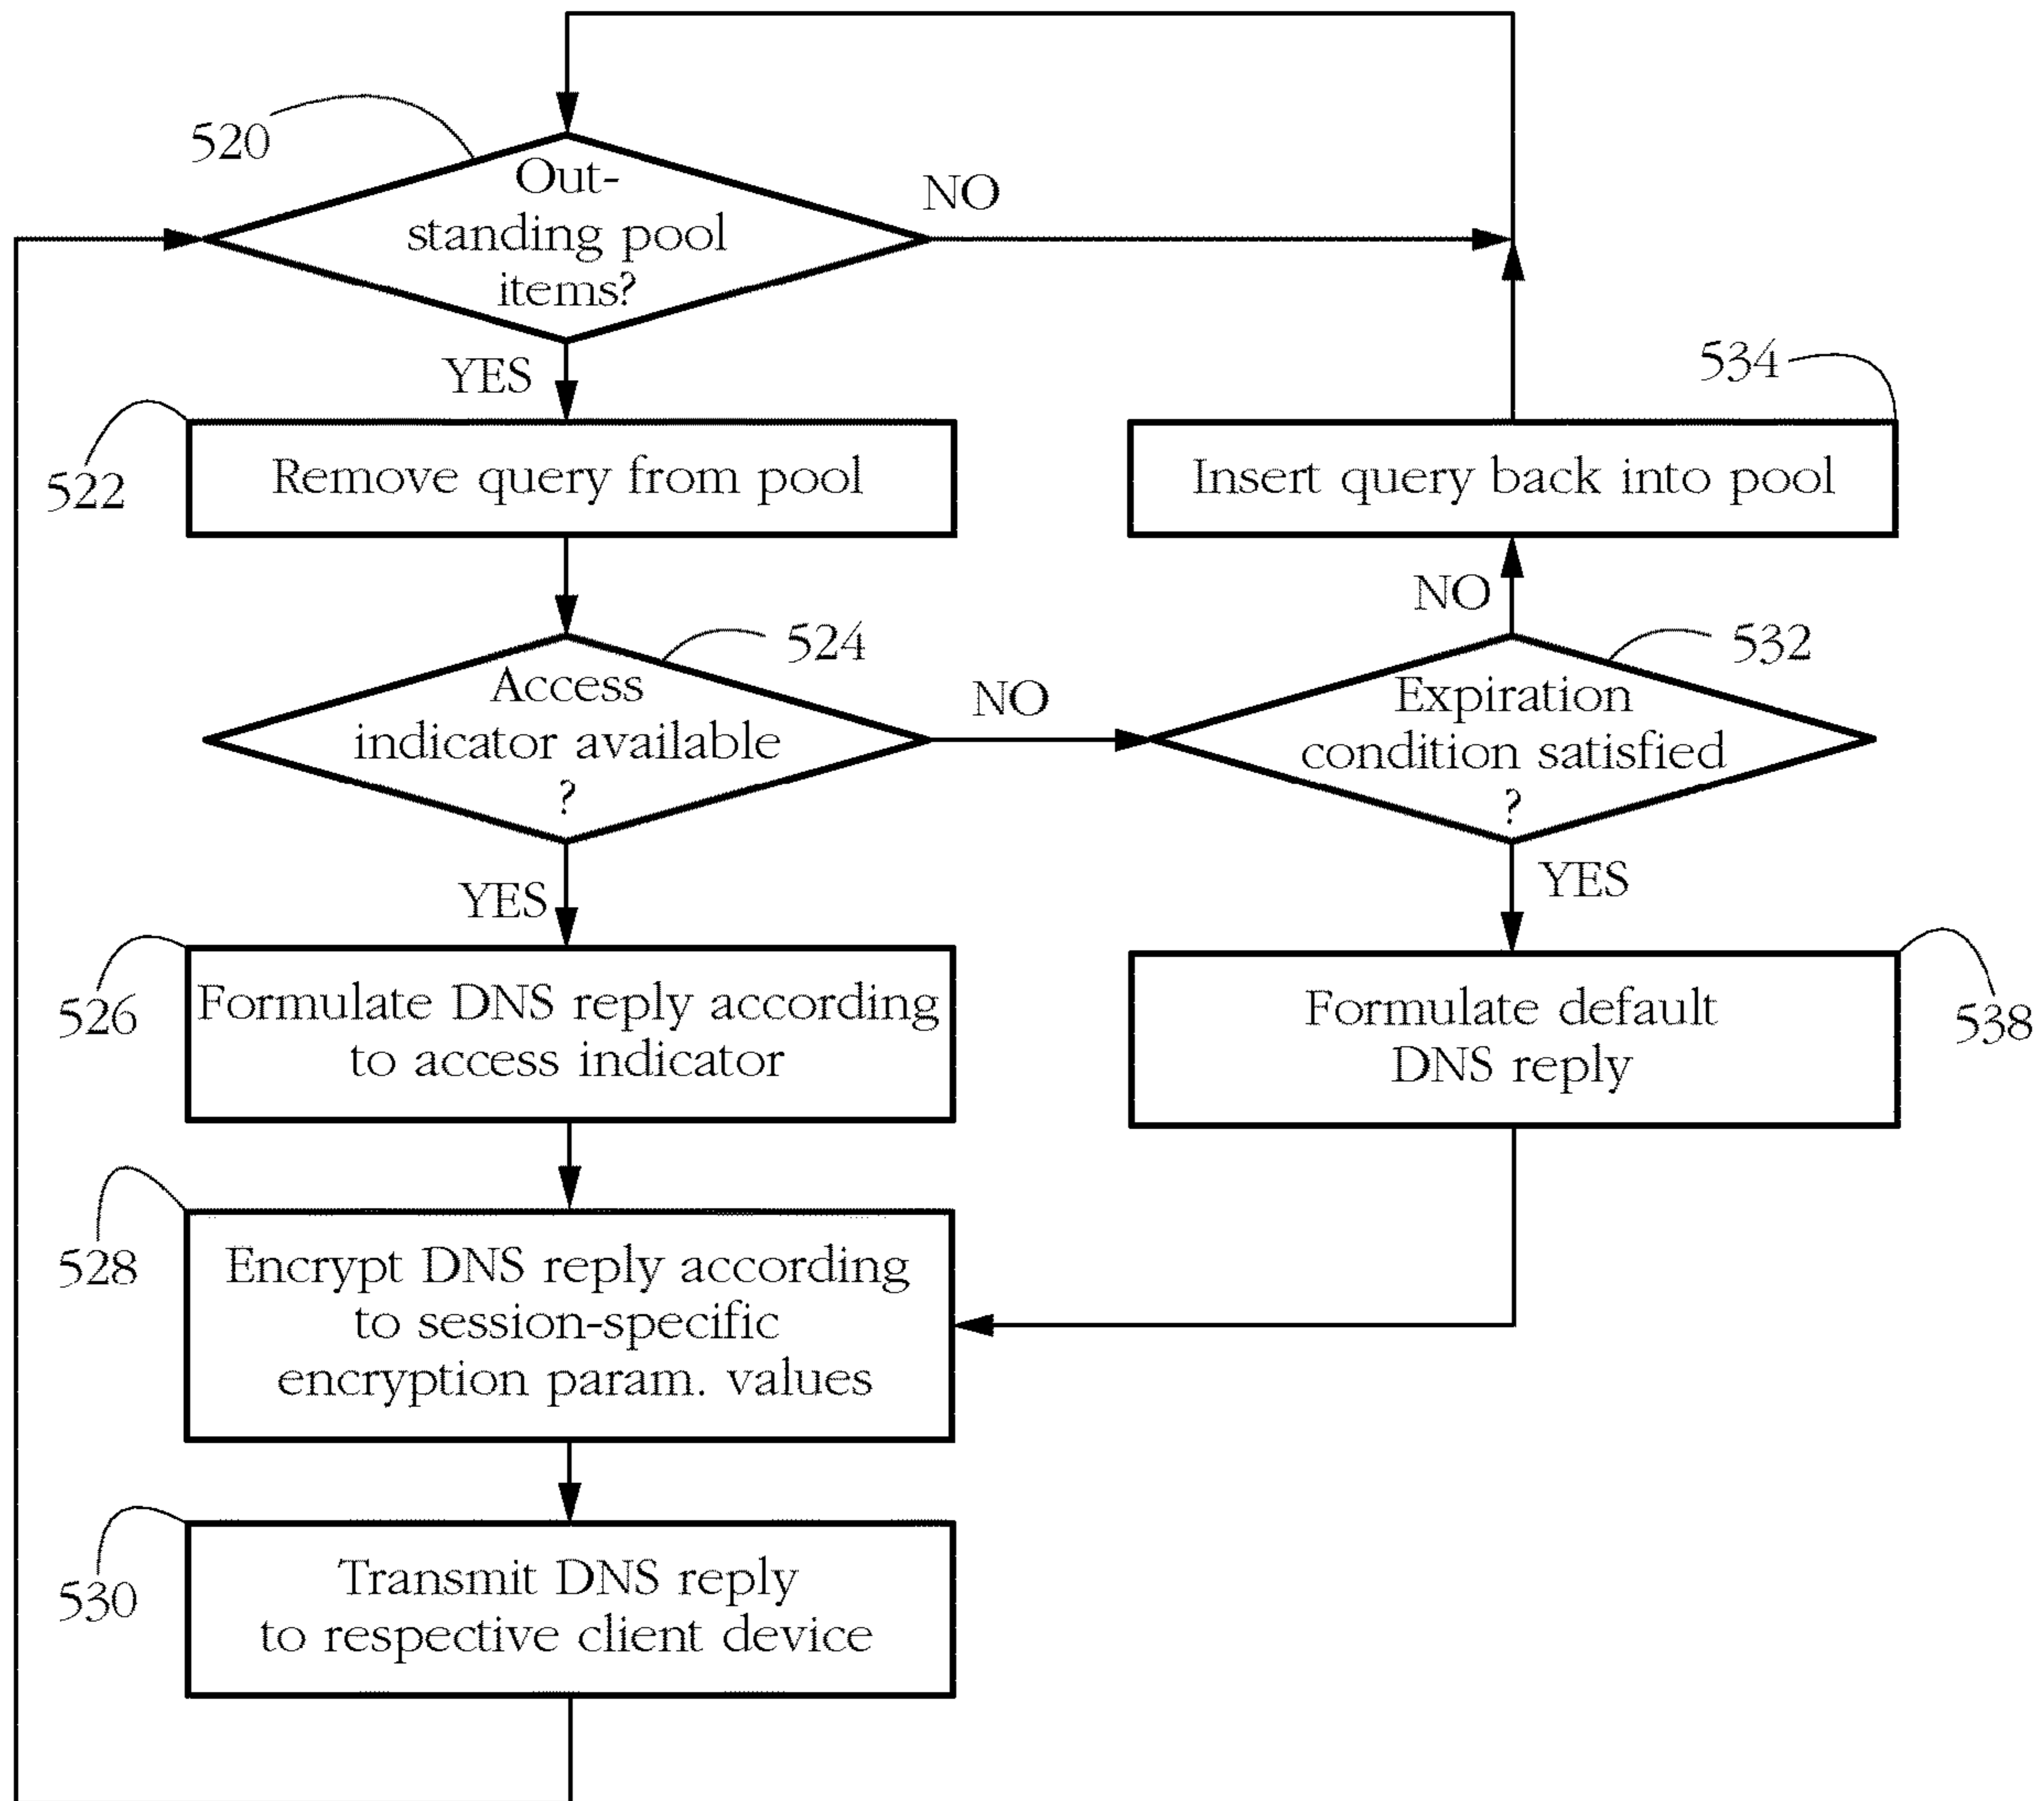 520
Out-
standing pool
items?
NO
YES
534
522
Remove query from pool
Insert query back into pool
NO
524
532
Access
indicator available
?
NO
Expiration
condition satisfied
?
YES
YES
526
Formulate DNS reply according
to access indicator
Formulate default
DNS reply
538
528
Encrypt DNS reply according
to session-specific
encryption param. values
530
Transmit DNS reply
to respective client device